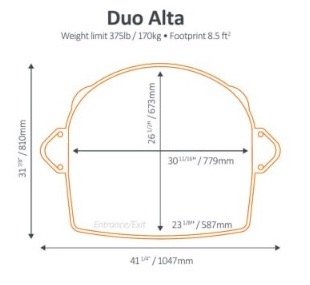 Duo Alta
Weight limit 375lb / 170kg • Footprint 8.5 ft²
31 7/8" / 810mm
26 1/2" / 673mm
30 11/16" / 779mm
Entrance/Exit
23 1/8" / 587mm
41 1/4" / 1047mm